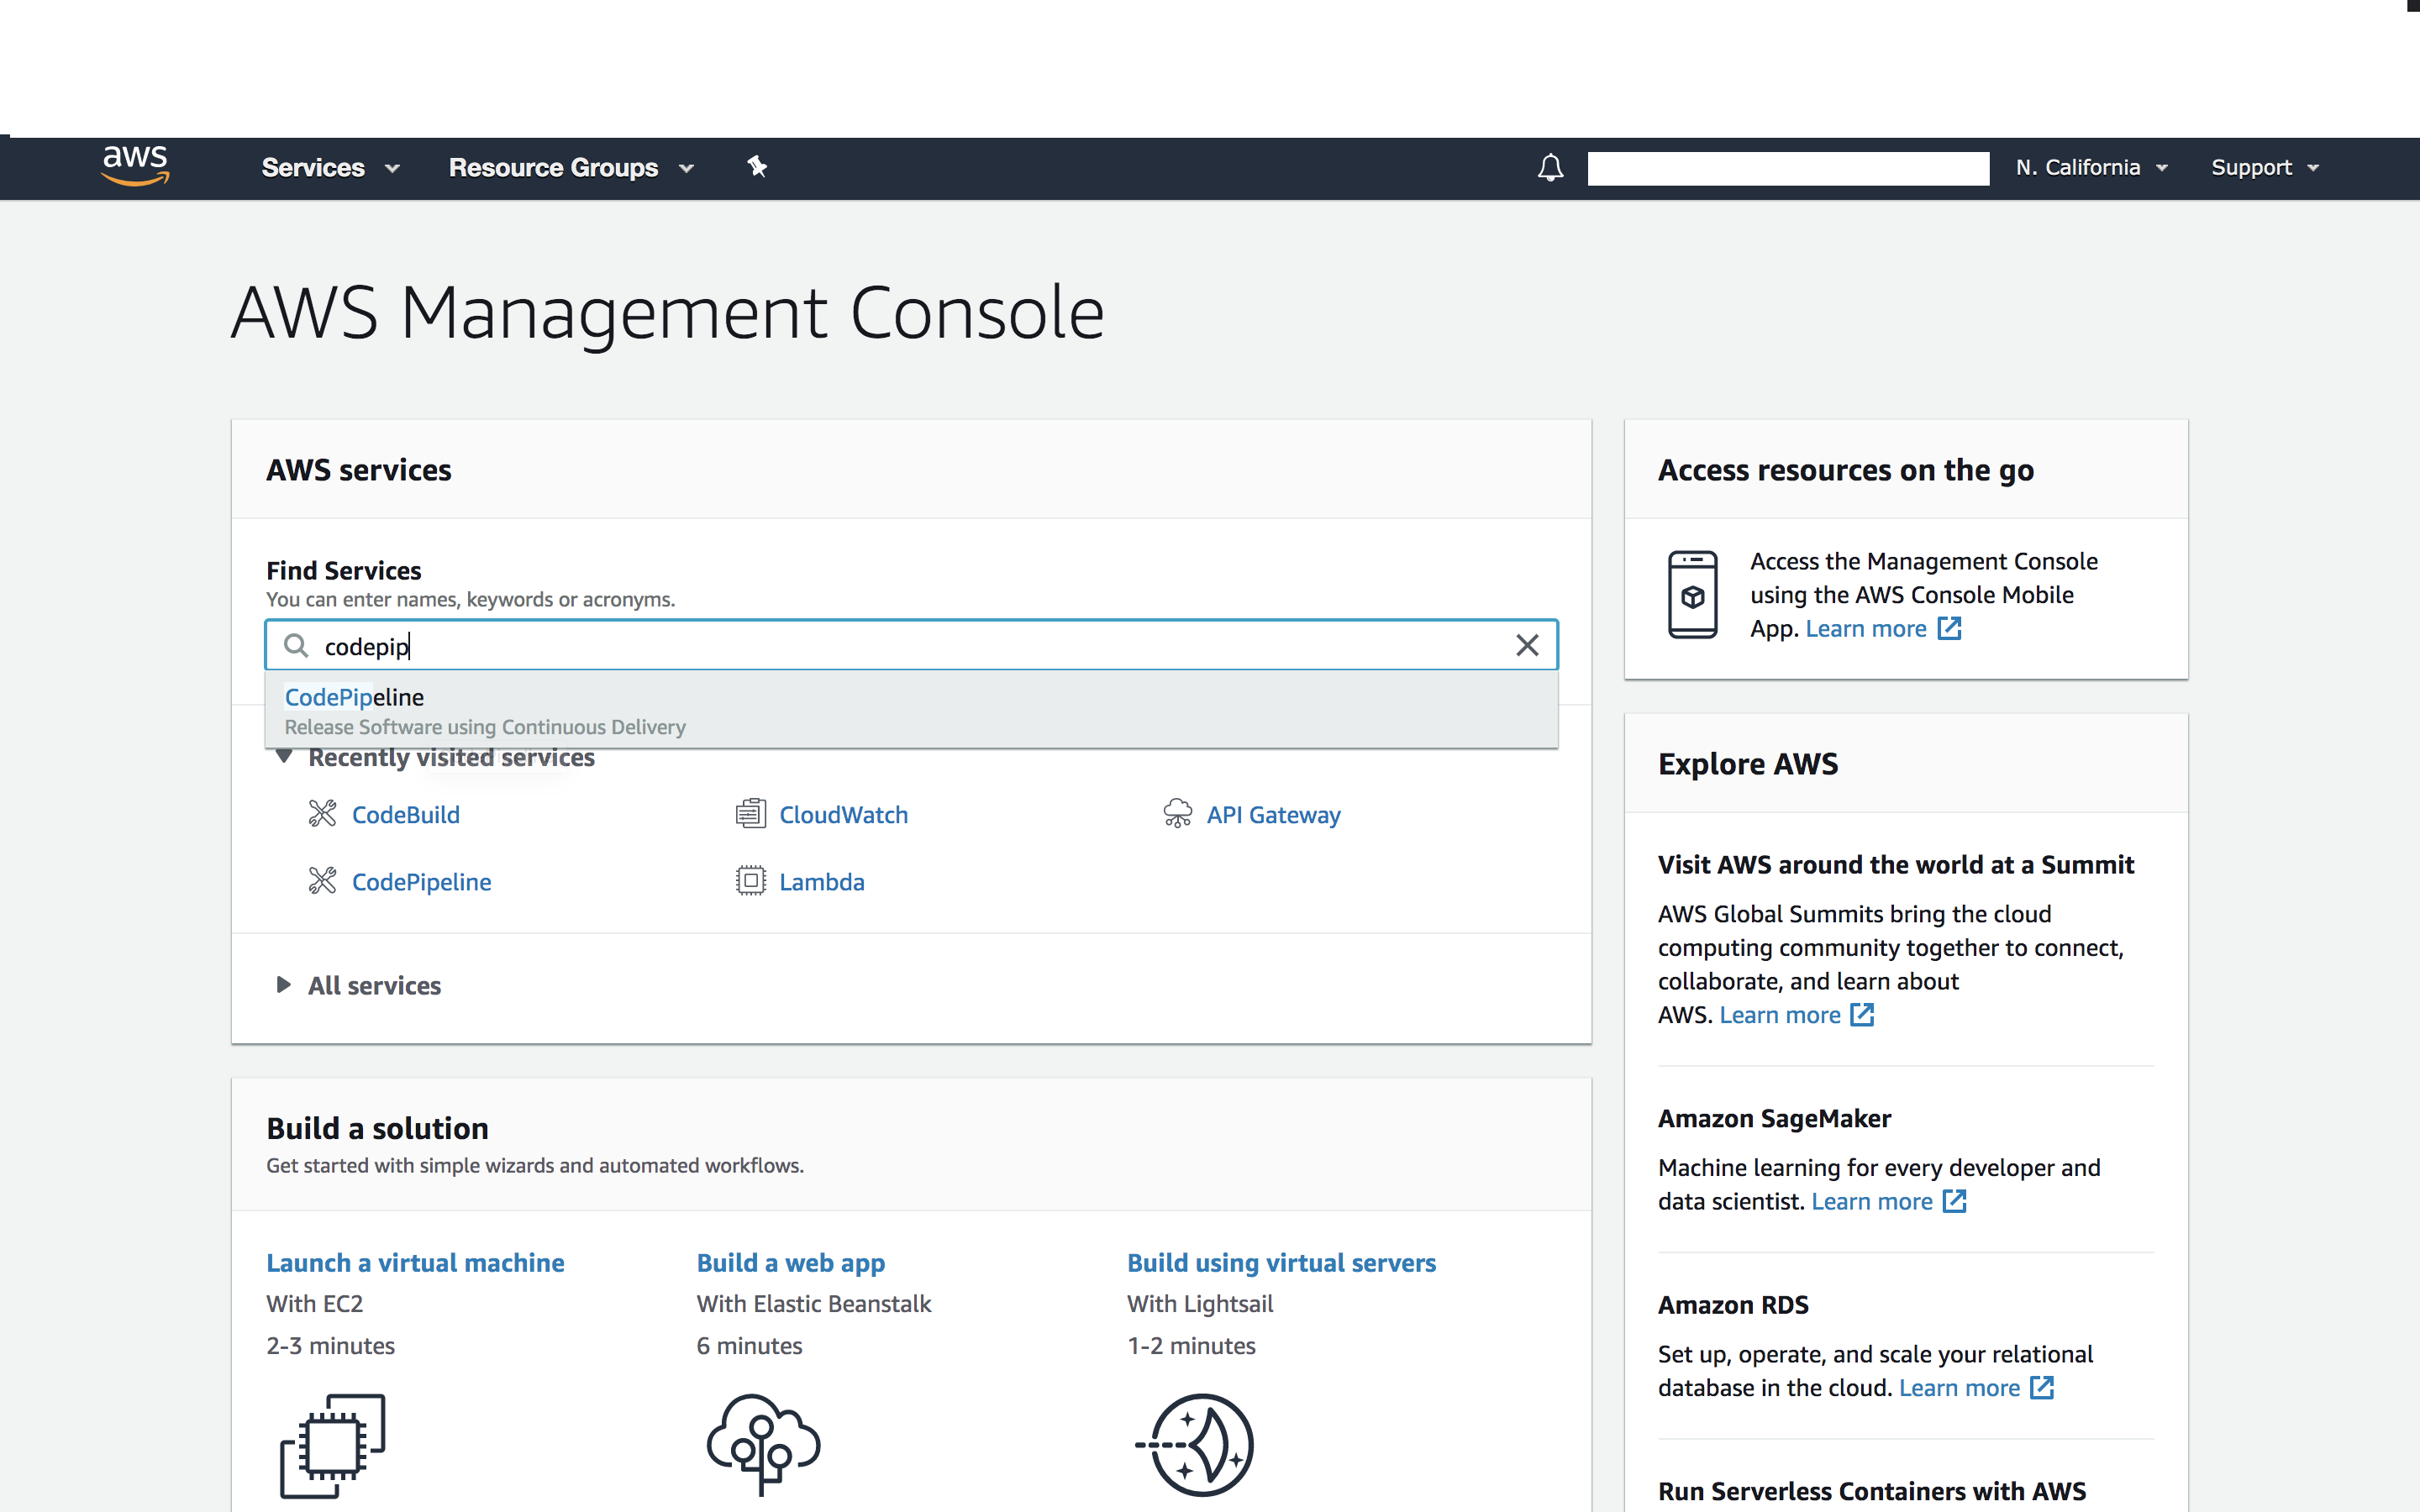 aws Services Resource Groups N. California Support
AWS Management Console
AWS services
Find Services
You can enter names, keywords or acronyms.
codepip
CodePipeline
Release Software using Continuous Delivery
Recently visited services
CodeBuild
CloudWatch
API Gateway
CodePipeline
Lambda
All services
Build a solution
Get started with simple wizards and automated workflows.
Launch a virtual machine
With EC2
2-3 minutes
Build a web app
With Elastic Beanstalk
6 minutes
Build using virtual servers
With Lightsail
1-2 minutes
Access resources on the go
Access the Management Console
using the AWS Console Mobile
App. Learn more
Explore AWS
Visit AWS around the world at a Summit
AWS Global Summits bring the cloud
computing community together to connect,
collaborate, and learn about
AWS. Learn more
Amazon SageMaker
Machine learning for every developer and
data scientist. Learn more
Amazon RDS
Set up, operate, and scale your relational
database in the cloud. Learn more
Run Serverless Containers with AWS